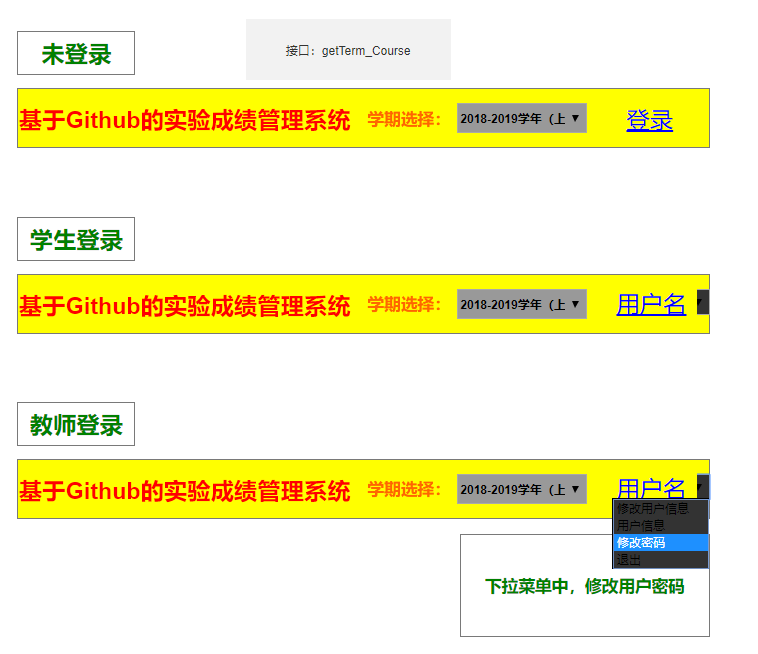 未登录
接口：getTerm_Course
基于Github的实验成绩管理系统 学期选择： 2018-2019学年（上 ▼ 登录
学生登录
基于Github的实验成绩管理系统 学期选择： 2018-2019学年（上 ▼ 用户名 ▼
教师登录
基于Github的实验成绩管理系统 学期选择： 2018-2019学年（上 ▼ 用户名 ▼
修改用户信息
用户信息
修改密码
退出
下拉菜单中，修改用户密码